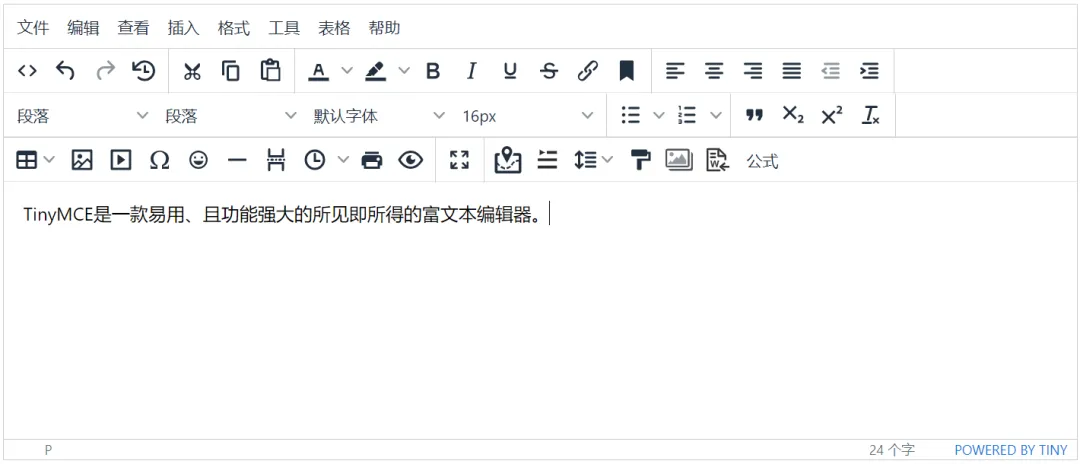 文件 编辑 查看 插入 格式 工具 表格 帮助
段落 段落 默认字体 16px
公式
TinyMCE是一款易用、且功能强大的所见即所得的富文本编辑器。
P 24 个字 POWERED BY TINY